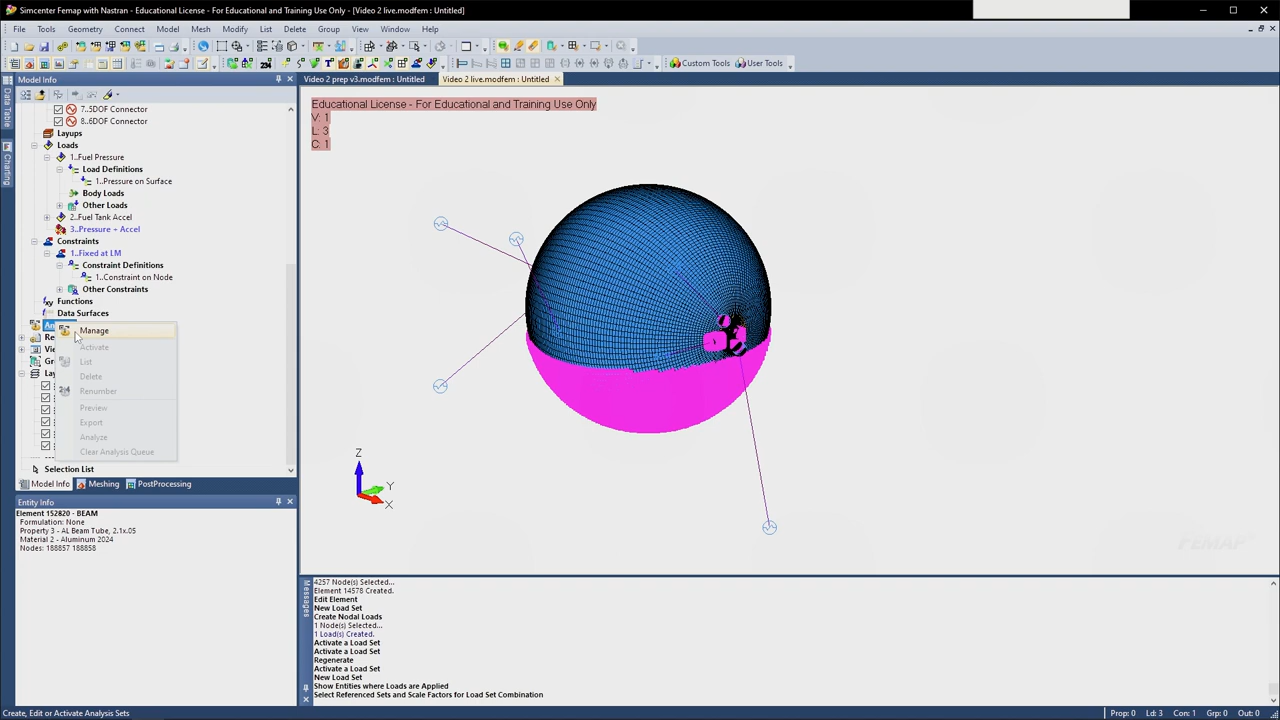 Simcenter Femap with Nastran - Educational License - For Educational and Training Use Only - [Video 2 live.modfem : Untitled]
File Tools Geometry Connect Model Mesh Modify List Delete Group View Window Help
Custom Tools User Tools
Model Info
Video 2 prep v3.modfem : Untitled Video 2 live.modfem : Untitled
Data Table
Charting
7..5DOF Connector
8..6DOF Connector
Layups
Loads
1..Fuel Pressure
Load Definitions
1..Pressure on Surface
Body Loads
Other Loads
2..Fuel Tank Accel
3..Pressure + Accel
Constraints
1..Fixed at LM
Constraint Definitions
1..Constraint on Node
Other Constraints
Functions
Data Surfaces
Manage
Activate
List
Delete
Renumber
Preview
Export
Analyze
Clear Analysis Queue
Selection List
Model Info Meshing PostProcessing
Entity Info
Element 152820 - BEAM
Formulation: None
Property 3 - AL Beam Tube, 2.1x.05
Material 2 - Aluminum 2024
Nodes: 188857 188858
Educational License - For Educational and Training Use Only
V: 1
L: 3
C: 1
Z
Y
X
FEMAP
Messages
4257 Node(s) Selected...
Element 14578 Created.
Edit Element
New Load Set
Create Nodal Loads
1 Node(s) Selected...
1 Load(s) Created.
Activate a Load Set
Activate a Load Set
Regenerate
Activate a Load Set
New Load Set
Show Entities where Loads are Applied
Select Referenced Sets and Scale Factors for Load Set Combination
Create, Edit or Activate Analysis Sets
Prop: 0 Ld: 3 Con: 1 Grp: 0 Out: 0